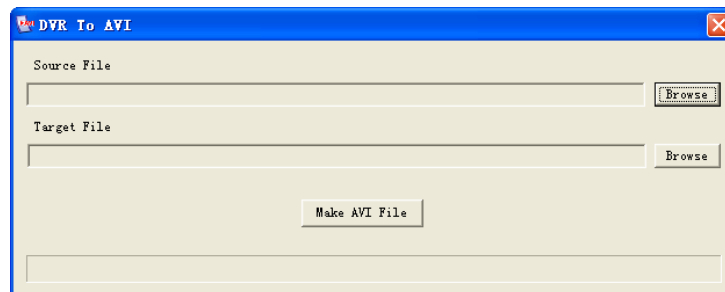 DVR To AVI
Source File
Browse
Target File
Browse
Make AVI File